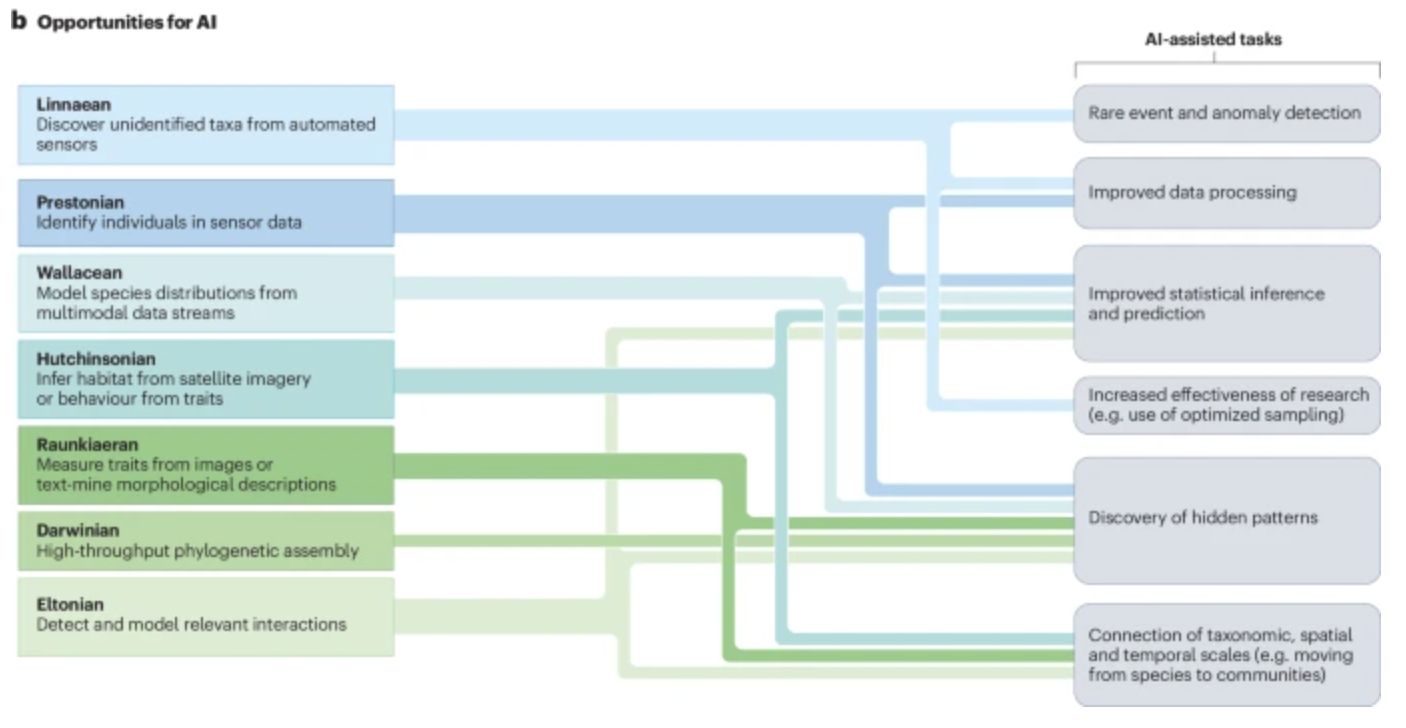 b Opportunities for AI
AI-assisted tasks
Linnaean
Discover unidentified taxa from automated
sensors
Prestonian
Identify individuals in sensor data
Wallacean
Model species distributions from
multimodal data streams
Hutchinsonian
Infer habitat from satellite imagery
or behaviour from traits
Raunkiaeran
Measure traits from images or
text-mine morphological descriptions
Darwinian
High-throughput phylogenetic assembly
Eltonian
Detect and model relevant interactions
Rare event and anomaly detection
Improved data processing
Improved statistical inference
and prediction
Increased effectiveness of research
(e.g. use of optimized sampling)
Discovery of hidden patterns
Connection of taxonomic, spatial
and temporal scales (e.g. moving
from species to communities)